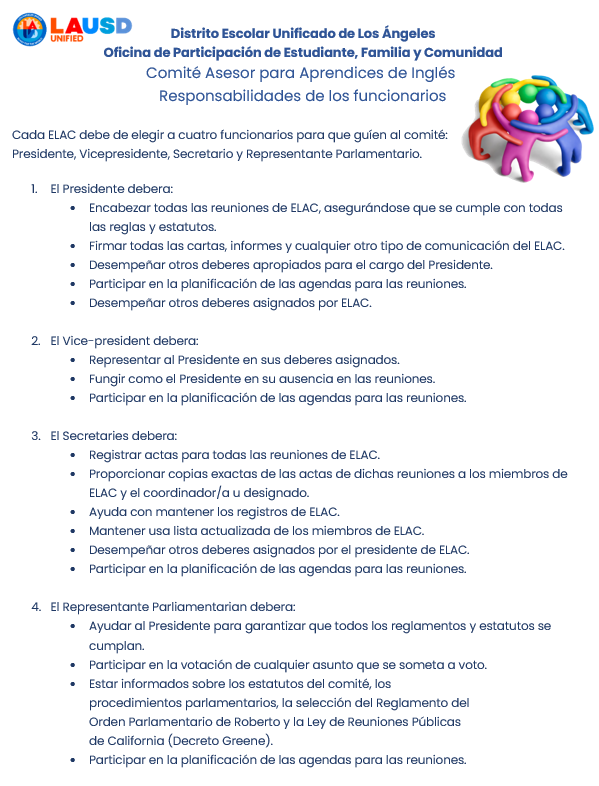 LAUSD
UNIFIED
Distrito Escolar Unificado de Los Ángeles
Oficina de Participación de Estudiante, Familia y Comunidad
Comité Asesor para Aprendices de Inglés
Responsabilidades de los funcionarios
Cada ELAC debe de elegir a cuatro funcionarios para que guíen al comité:
Presidente, Vicepresidente, Secretario y Representante Parlamentario.
1. El Presidente debera:
• Encabezar todas las reuniones de ELAC, asegurándose que se cumple con todas
las reglas y estatutos.
• Firmar todas las cartas, informes y cualquier otro tipo de comunicación del ELAC.
• Desempeñar otros deberes apropiados para el cargo del Presidente.
• Participar en la planificación de las agendas para las reuniones.
• Desempeñar otros deberes asignados por ELAC.
2. El Vice-president debera:
• Representar al Presidente en sus deberes asignados.
• Fungir como el Presidente en su ausencia en las reuniones.
• Participar en la planificación de las agendas para las reuniones.
3. El Secretaries debera:
• Registrar actas para todas las reuniones de ELAC.
• Proporcionar copias exactas de las actas de dichas reuniones a los miembros de
ELAC y el coordinador/a u designado.
• Ayuda con mantener los registros de ELAC.
• Mantener usa lista actualizada de los miembros de ELAC.
• Desempeñar otros deberes asignados por el presidente de ELAC.
• Participar en la planificación de las agendas para las reuniones.
4. El Representante Parliamentarian debera:
• Ayudar al Presidente para garantizar que todos los reglamentos y estatutos se
cumplan.
• Participar en la votación de cualquier asunto que se someta a voto.
• Estar informados sobre los estatutos del comité, los
procedimientos parlamentarios, la selección del Reglamento del
Orden Parlamentario de Roberto y la Ley de Reuniones Públicas
de California (Decreto Greene).
• Participar en la planificación de las agendas para las reuniones.